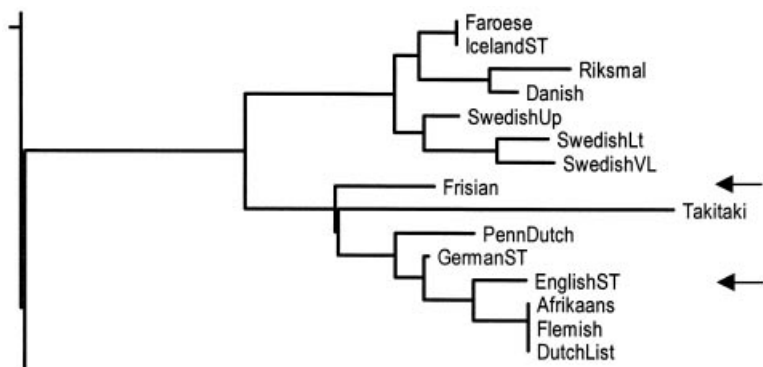 Faroese
IcelandST
Riksmal
Danish
SwedishUp
SwedishLt
SwedishVL
Frisian
Takitaki
PennDutch
GermanST
EnglishST
Afrikaans
Flemish
DutchList